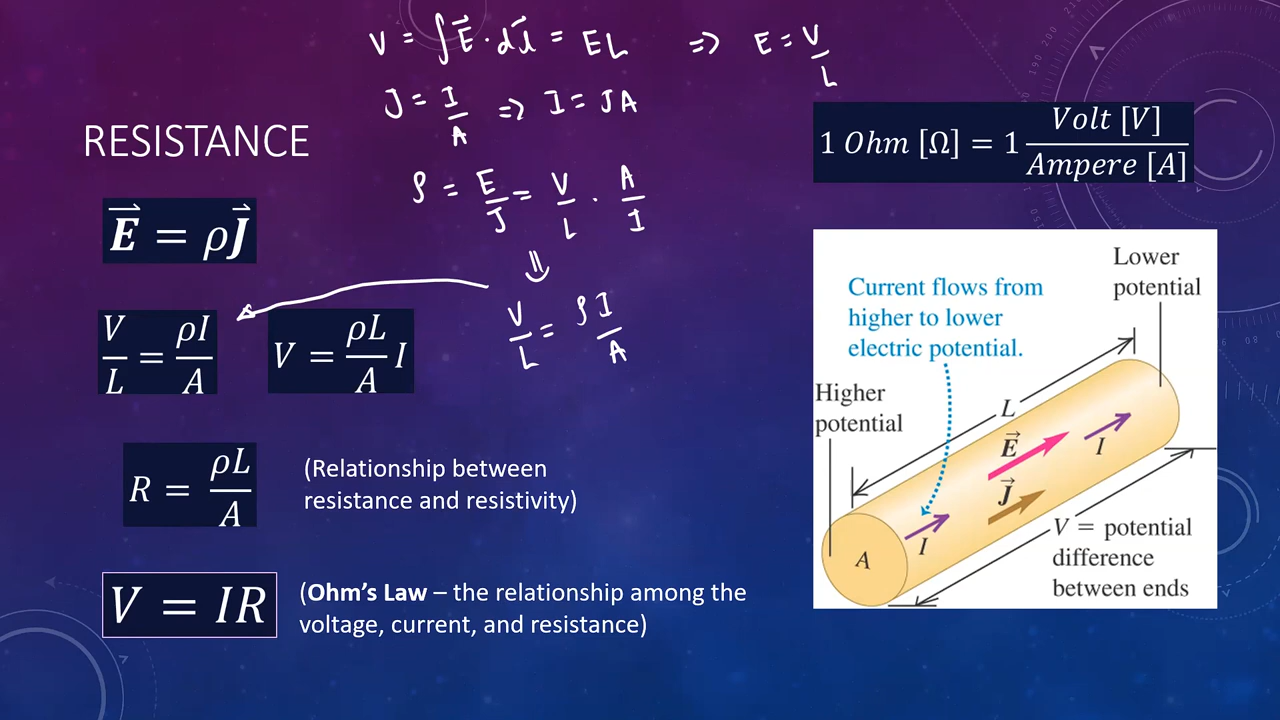 V = ∫E⃗ · dl⃗ = EL ⇒ E = V/L
J = I/A ⇒ I = JA
RESISTANCE
1 Ohm [Ω] = 1 Volt [V] / Ampere [A]
ρ = E/J = V/L · A/I
E⃗ = ρJ⃗
⇓
V/L = ρI/A
V = ρL/A I
V/L = ρI/A
R = ρL/A
(Relationship between
resistance and resistivity)
V = IR
(Ohm's Law – the relationship among the
voltage, current, and resistance)
Lower
potential
Current flows from
higher to lower
electric potential.
Higher
potential
L
E⃗
I
J⃗
I
A
V = potential
difference
between ends